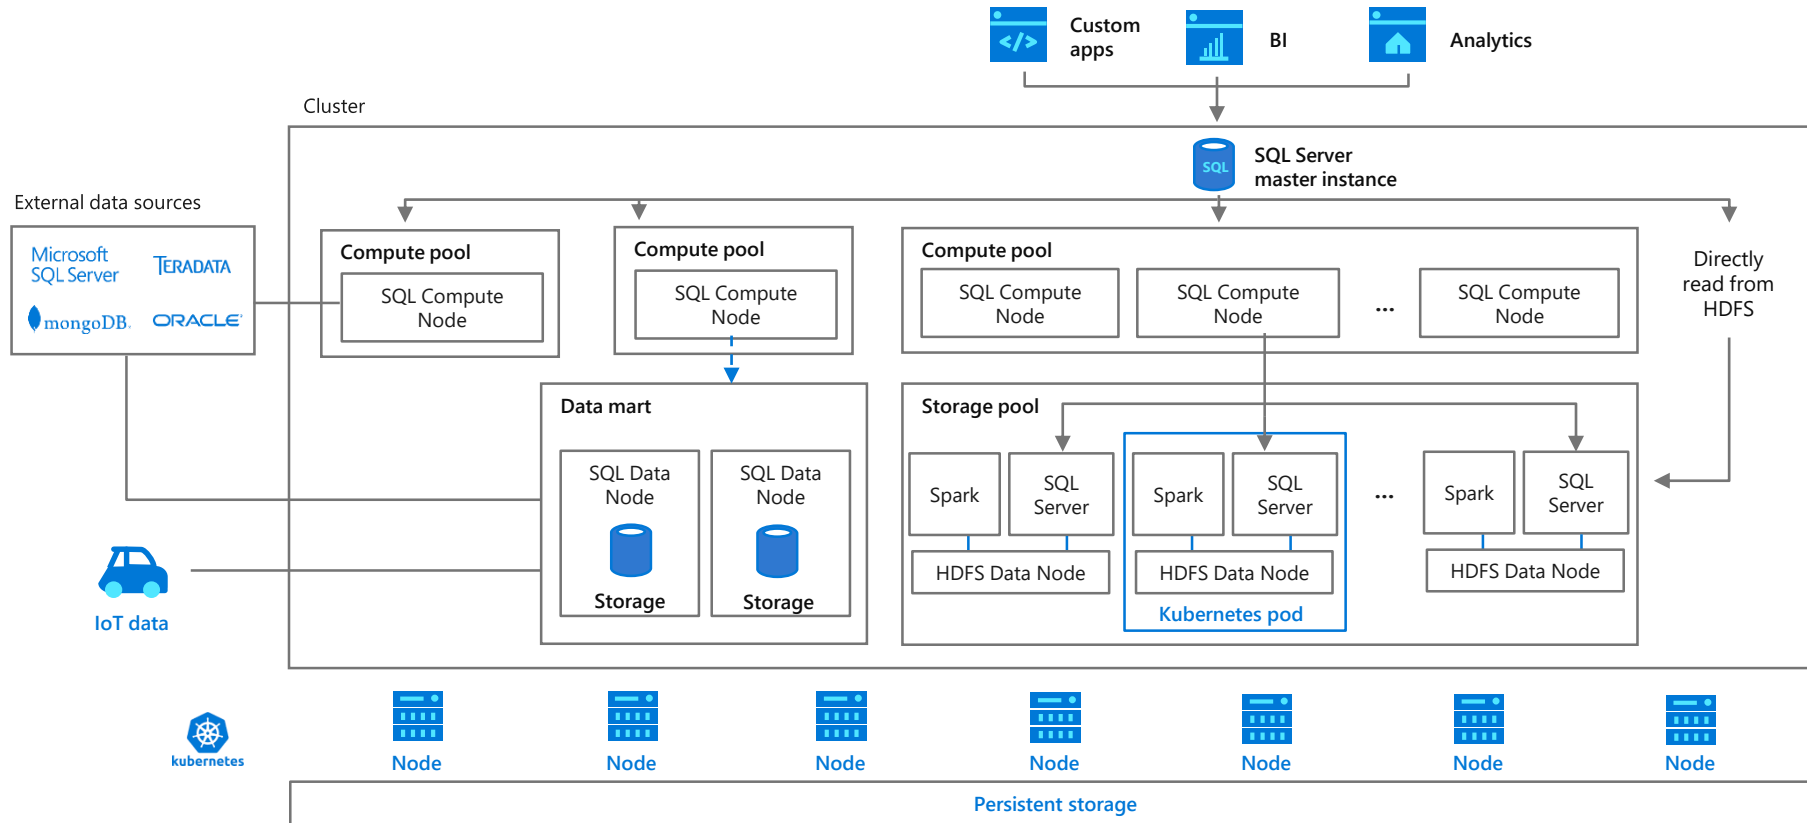 Custom
apps
BI
Analytics
Cluster
SQL
SQL Server
master instance
External data sources
Microsoft
SQL Server
TERADATA
mongoDB.
ORACLE
Compute pool
SQL Compute
Node
Compute pool
SQL Compute
Node
Compute pool
SQL Compute
Node
SQL Compute
Node
...
SQL Compute
Node
Directly
read from
HDFS
Data mart
SQL Data
Node
Storage
SQL Data
Node
Storage
Storage pool
Spark
SQL
Server
HDFS Data Node
Spark
SQL
Server
HDFS Data Node
Kubernetes pod
...
Spark
SQL
Server
HDFS Data Node
IoT data
kubernetes
Node
Node
Node
Node
Node
Node
Node
Persistent storage